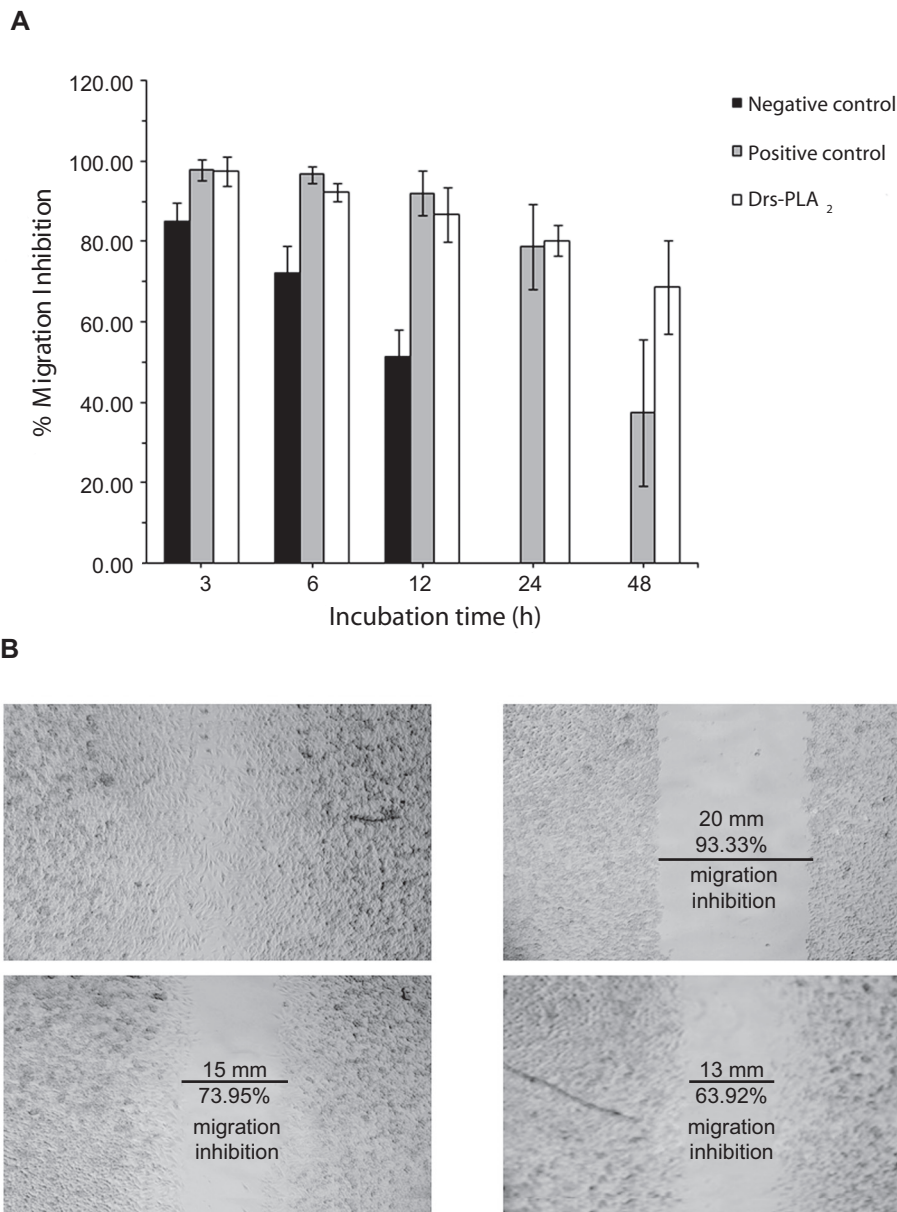 A
120.00
100.00
80.00
60.00
40.00
20.00
0.00
% Migration Inhibition
3 6 12 24 48
Incubation time (h)
Negative control
Positive control
Drs-PLA 2
B
20 mm
93.33%
migration
inhibition
15 mm
73.95%
migration
inhibition
13 mm
63.92%
migration
inhibition